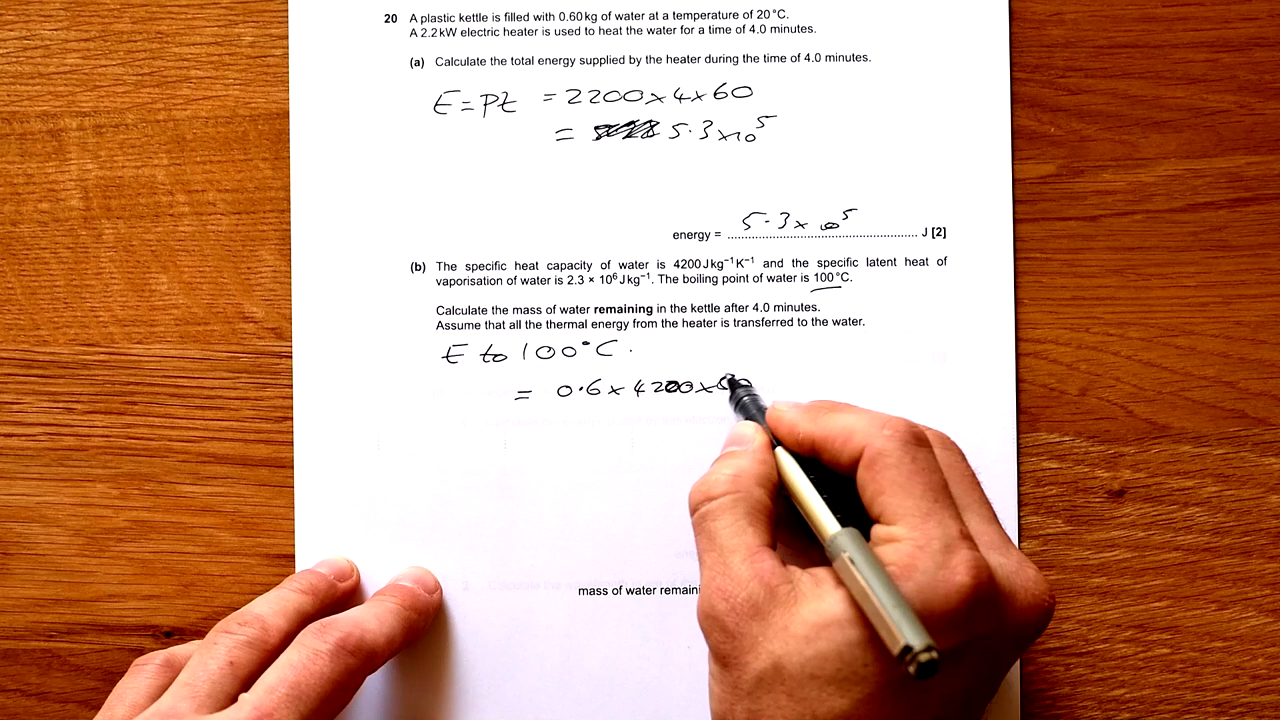 20 A plastic kettle is filled with 0.60 kg of water at a temperature of 20 °C.
A 2.2 kW electric heater is used to heat the water for a time of 4.0 minutes.
(a) Calculate the total energy supplied by the heater during the time of 4.0 minutes.
E = Pt = 2200 × 4 × 60
= 5.3 × 10⁵
5.3 × 10⁵
energy = ........................................ J [2]
(b) The specific heat capacity of water is 4200 J kg⁻¹ K⁻¹ and the specific latent heat of
vaporisation of water is 2.3 × 10⁶ J kg⁻¹. The boiling point of water is 100 °C.
Calculate the mass of water remaining in the kettle after 4.0 minutes.
Assume that all the thermal energy from the heater is transferred to the water.
E to 100°C.
= 0.6 × 4200 ×
mass of water